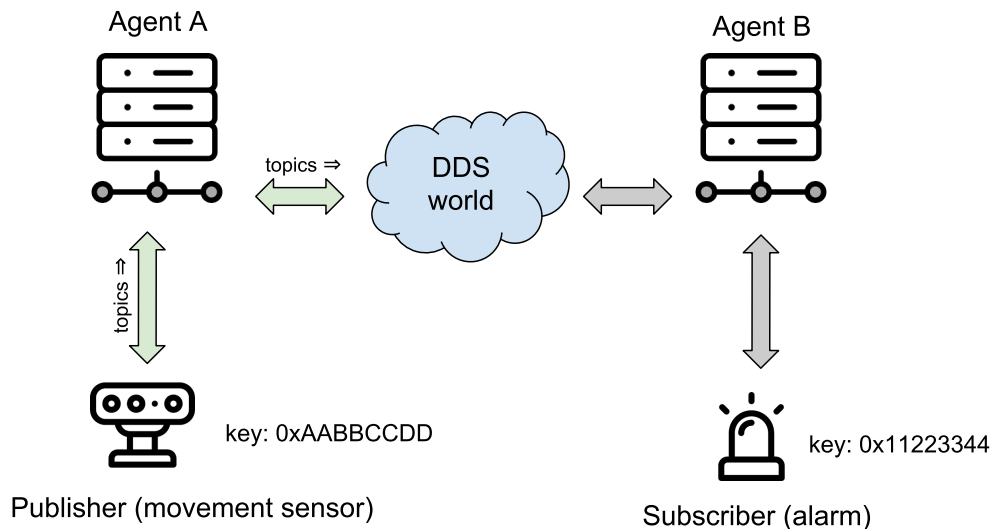 Agent A
Agent B
topics ⇒
DDS
world
topics ⇒
key: 0xAABBCCDD
key: 0x11223344
Publisher (movement sensor)
Subscriber (alarm)